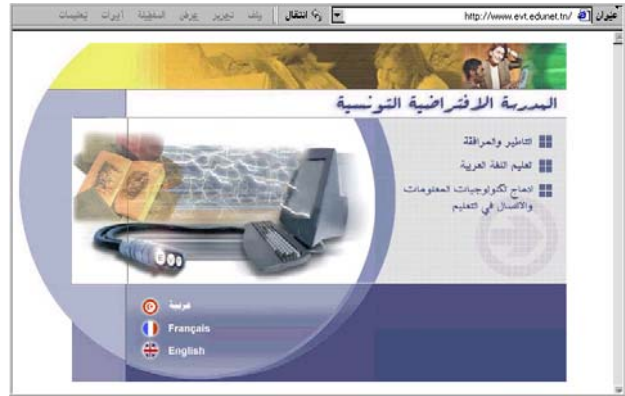 عنوان http://www.evt.edunet.tn/ انتقال ملف تحرير عرض المفضلة أدوات تعليمات
المدرسة الافتراضية التونسية
التأطير والمرافقة
تعليم اللغة العربية
ادماج تكنولوجيات المعلومات
والاتصال في التعليم
عربية
Français
English